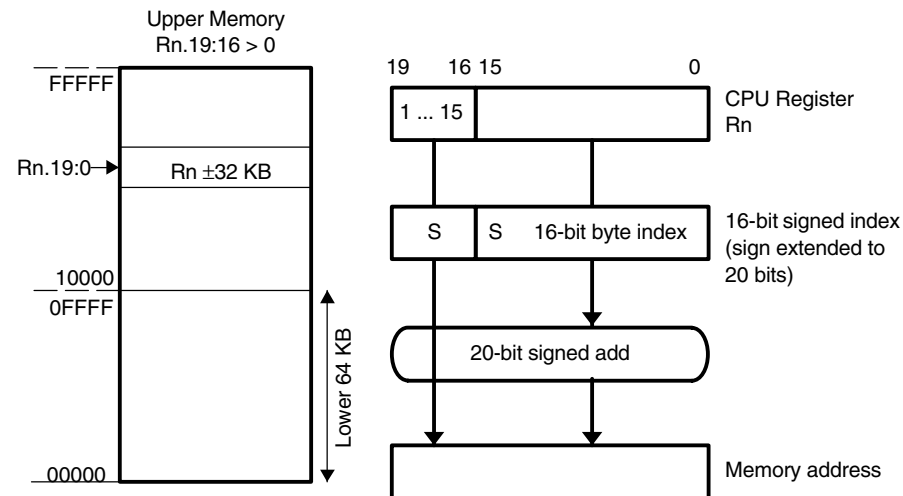 Upper Memory
Rn.19:16 > 0
FFFFF
Rn.19:0
Rn ±32 KB
10000
0FFFF
Lower 64 KB
00000
19 16 15 0
1 ... 15
CPU Register
Rn
S S 16-bit byte index
16-bit signed index
(sign extended to
20 bits)
20-bit signed add
Memory address